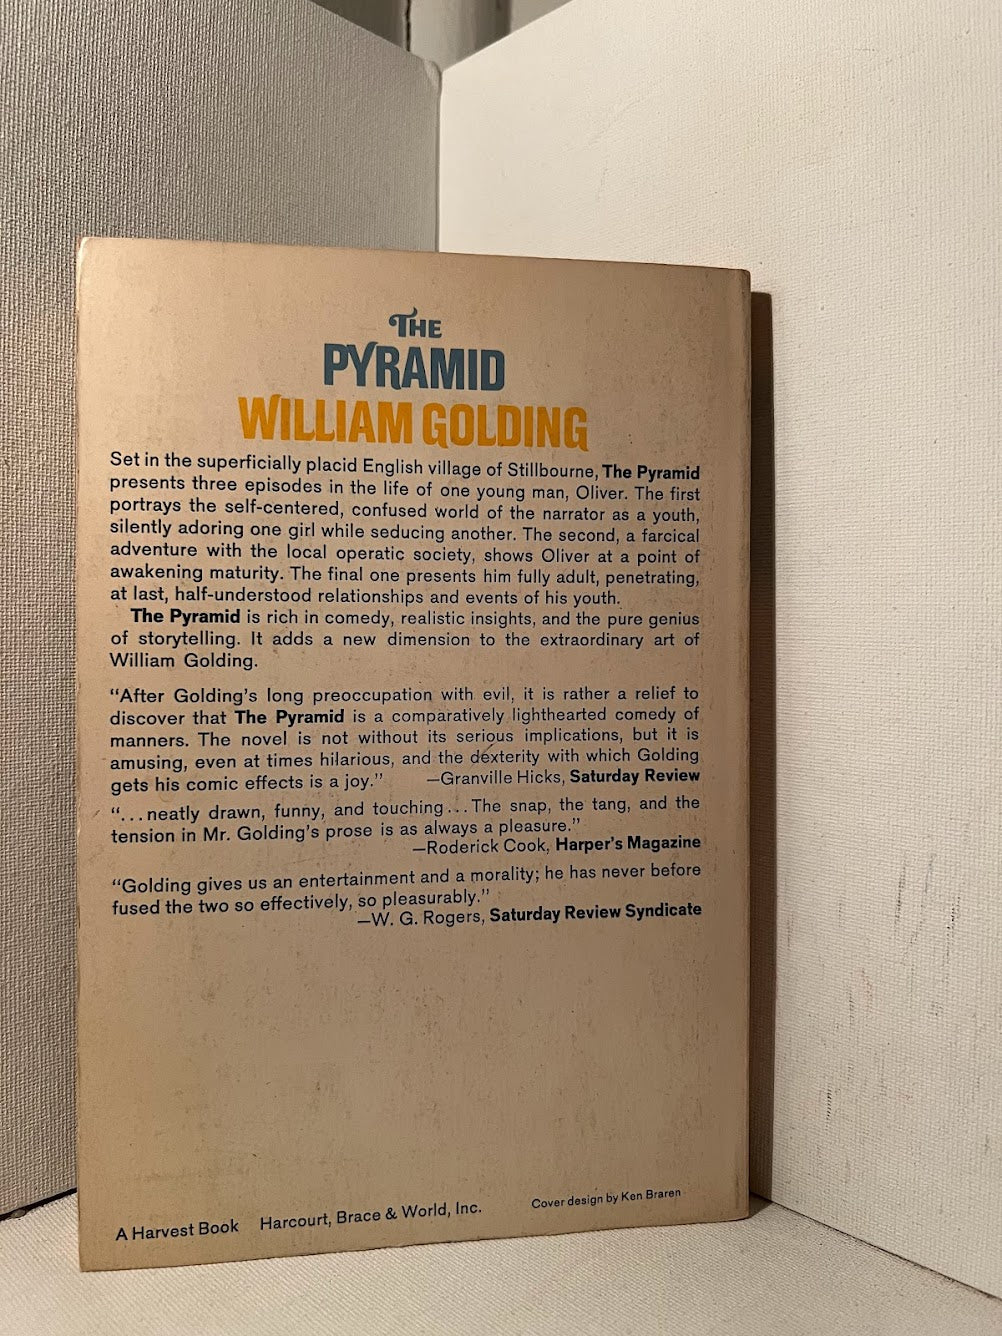 THE
PYRAMID
WILLIAM GOLDING
Set in the superficially placid English village of Stillbourne, The Pyramid
presents three episodes in the life of one young man, Oliver. The first
portrays the self-centered, confused world of the narrator as a youth,
silently adoring one girl while seducing another. The second, a farcical
adventure with the local operatic society, shows Oliver at a point of
awakening maturity. The final one presents him fully adult, penetrating,
at last, half-understood relationships and events of his youth.
The Pyramid is rich in comedy, realistic insights, and the pure genius
of storytelling. It adds a new dimension to the extraordinary art of
William Golding.
“After Golding’s long preoccupation with evil, it is rather a relief to
discover that The Pyramid is a comparatively lighthearted comedy of
manners. The novel is not without its serious implications, but it is
amusing, even at times hilarious, and the dexterity with which Golding
gets his comic effects is a joy.” —Granville Hicks, Saturday Review
“...neatly drawn, funny, and touching...The snap, the tang, and the
tension in Mr. Golding’s prose is as always a pleasure.”
—Roderick Cook, Harper’s Magazine
“Golding gives us an entertainment and a morality; he has never before
fused the two so effectively, so pleasurably.”
—W. G. Rogers, Saturday Review Syndicate
A Harvest Book Harcourt, Brace & World, Inc. Cover design by Ken Braren